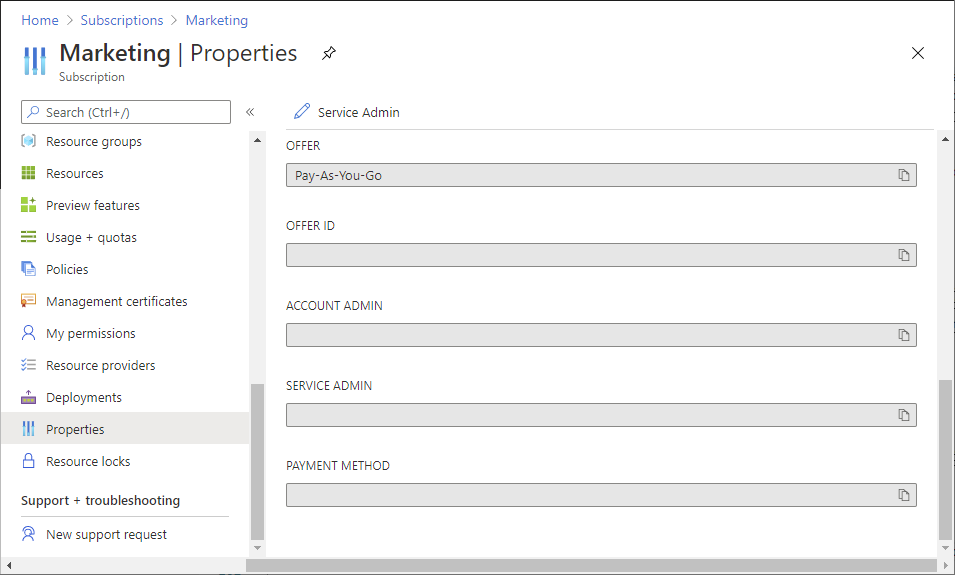 Home > Subscriptions > Marketing
Marketing | Properties
Subscription
Search (Ctrl+/)
«
Resource groups
Resources
Preview features
Usage + quotas
Policies
Management certificates
My permissions
Resource providers
Deployments
Properties
Resource locks
Support + troubleshooting
New support request
Service Admin
OFFER
Pay-As-You-Go
OFFER ID
ACCOUNT ADMIN
SERVICE ADMIN
PAYMENT METHOD